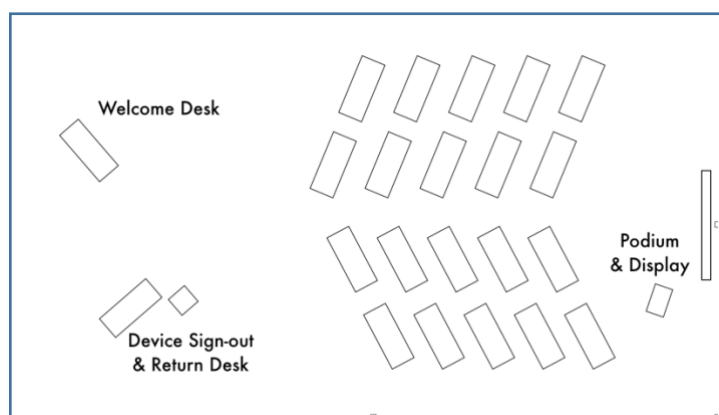 Welcome Desk
Podium
& Display
Device Sign-out
& Return Desk